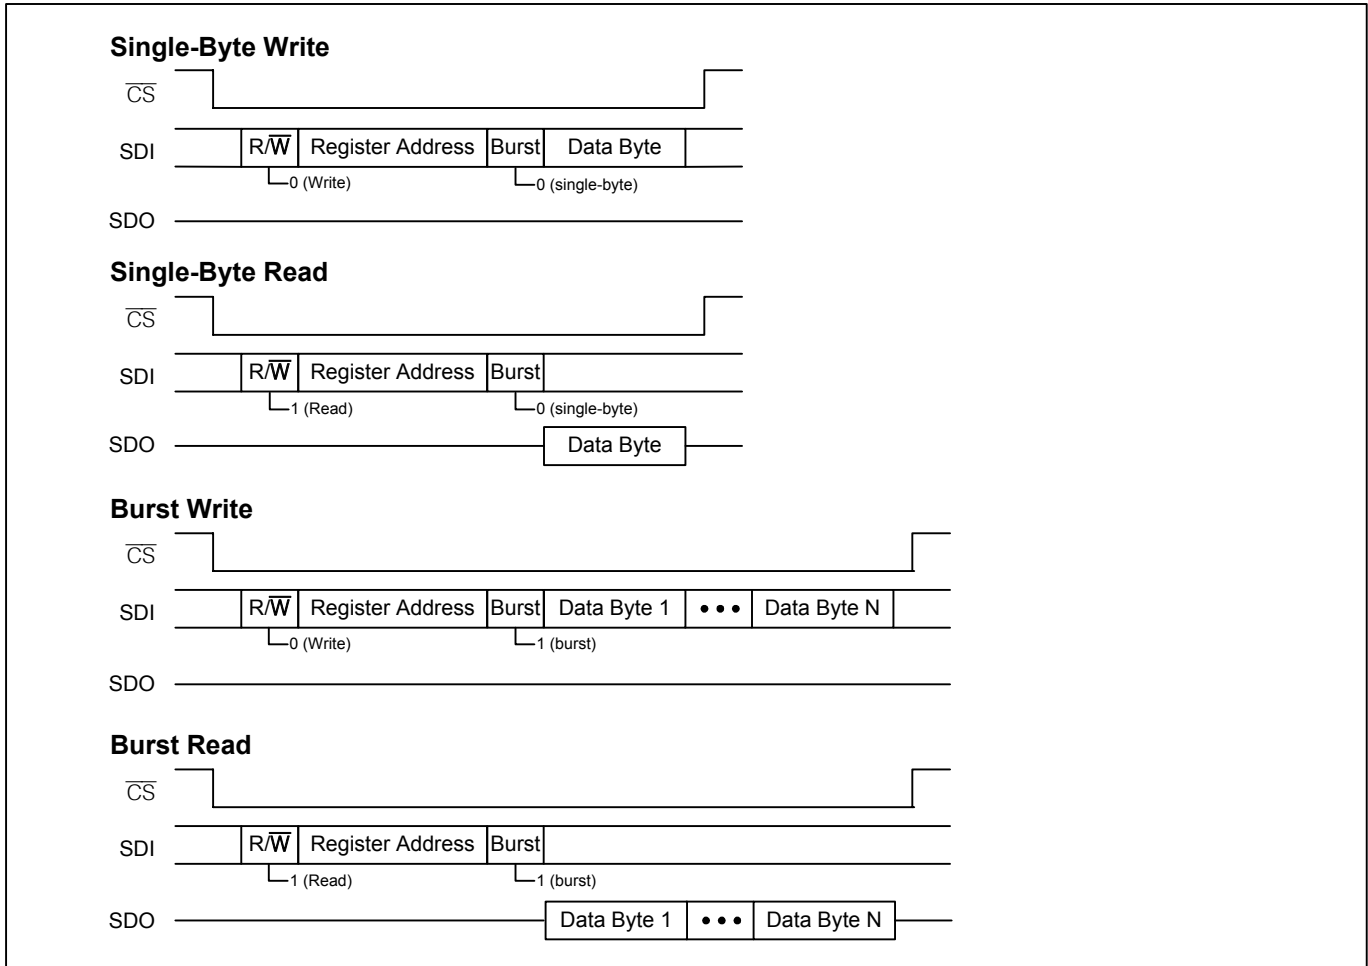 Single-Byte Write
CS
SDI R/W Register Address Burst Data Byte
0 (Write) 0 (single-byte)
SDO
Single-Byte Read
CS
SDI R/W Register Address Burst
1 (Read) 0 (single-byte)
SDO Data Byte
Burst Write
CS
SDI R/W Register Address Burst Data Byte 1 ••• Data Byte N
0 (Write) 1 (burst)
SDO
Burst Read
CS
SDI R/W Register Address Burst
1 (Read) 1 (burst)
SDO Data Byte 1 ••• Data Byte N